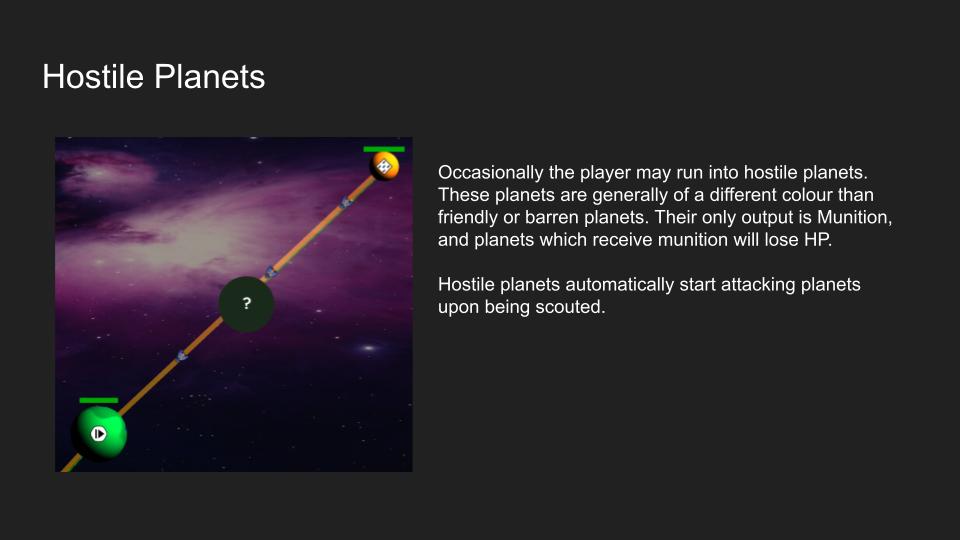 Hostile Planets
Occasionally the player may run into hostile planets.
These planets are generally of a different colour than
friendly or barren planets. Their only output is Munition,
and planets which receive munition will lose HP.
Hostile planets automatically start attacking planets
upon being scouted.
?